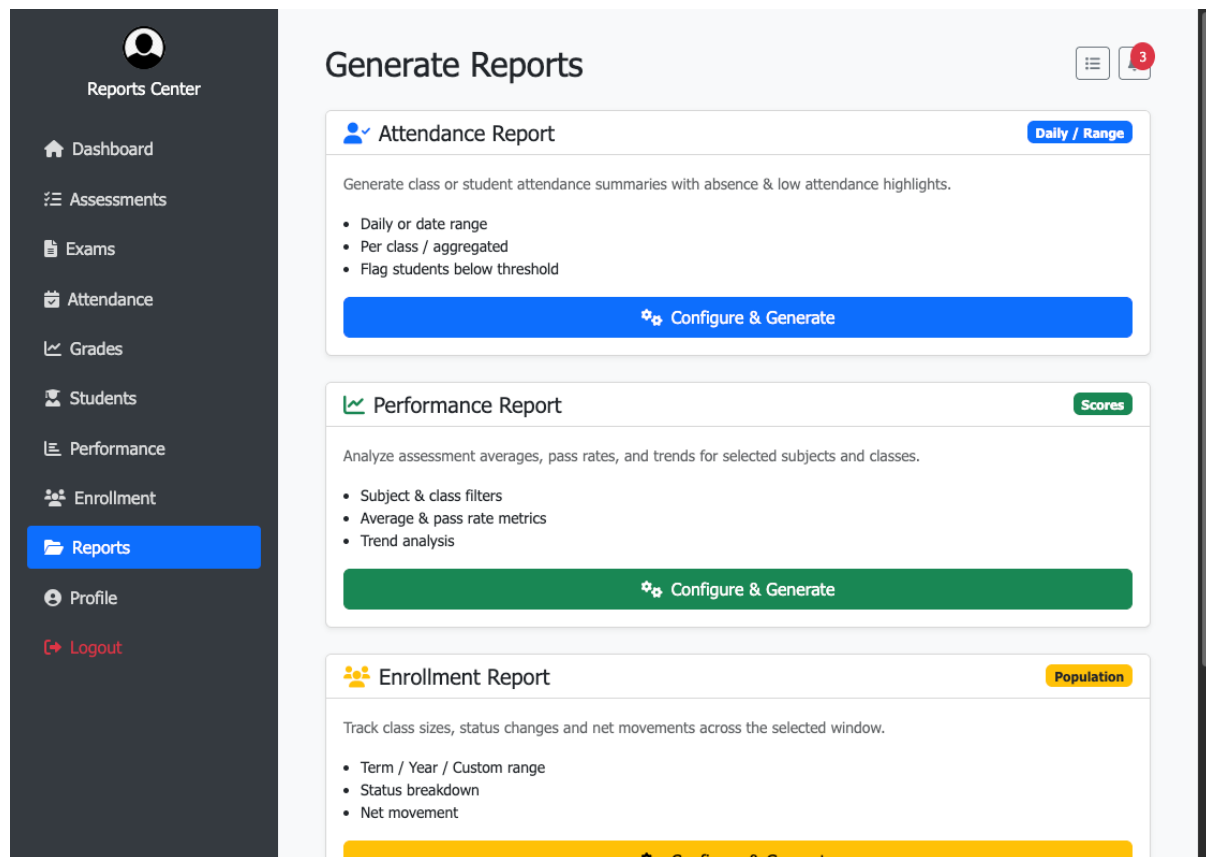 Reports Center
Dashboard
Assessments
Exams
Attendance
Grades
Students
Performance
Enrollment
Reports
Profile
Logout
Generate Reports
3
Attendance Report
Daily / Range
Generate class or student attendance summaries with absence & low attendance highlights.
Daily or date range
Per class / aggregated
Flag students below threshold
Configure & Generate
Performance Report
Scores
Analyze assessment averages, pass rates, and trends for selected subjects and classes.
Subject & class filters
Average & pass rate metrics
Trend analysis
Configure & Generate
Enrollment Report
Population
Track class sizes, status changes and net movements across the selected window.
Term / Year / Custom range
Status breakdown
Net movement